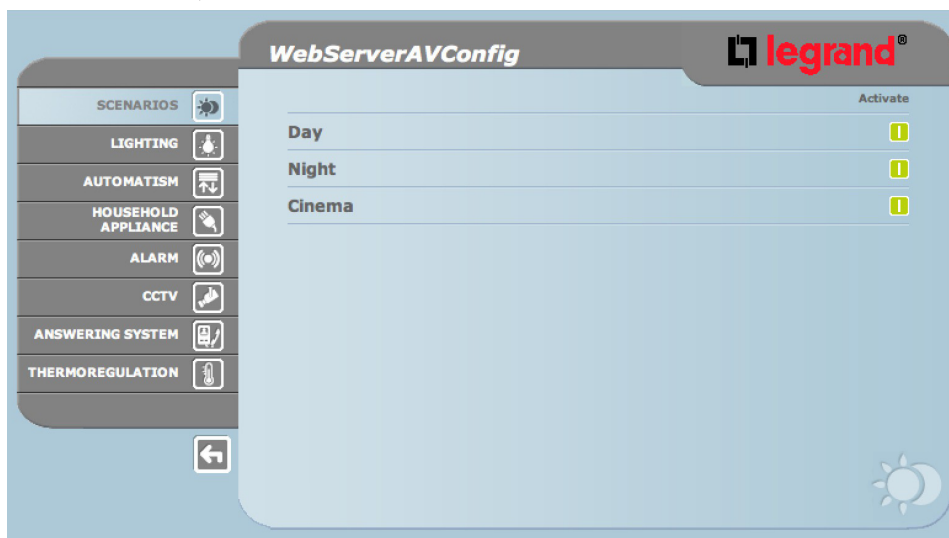 WebServerAVConfig
legrand®
SCENARIOS
LIGHTING
AUTOMATISM
HOUSEHOLD
APPLIANCE
ALARM
CCTV
ANSWERING SYSTEM
THERMOREGULATION
Activate
Day
Night
Cinema